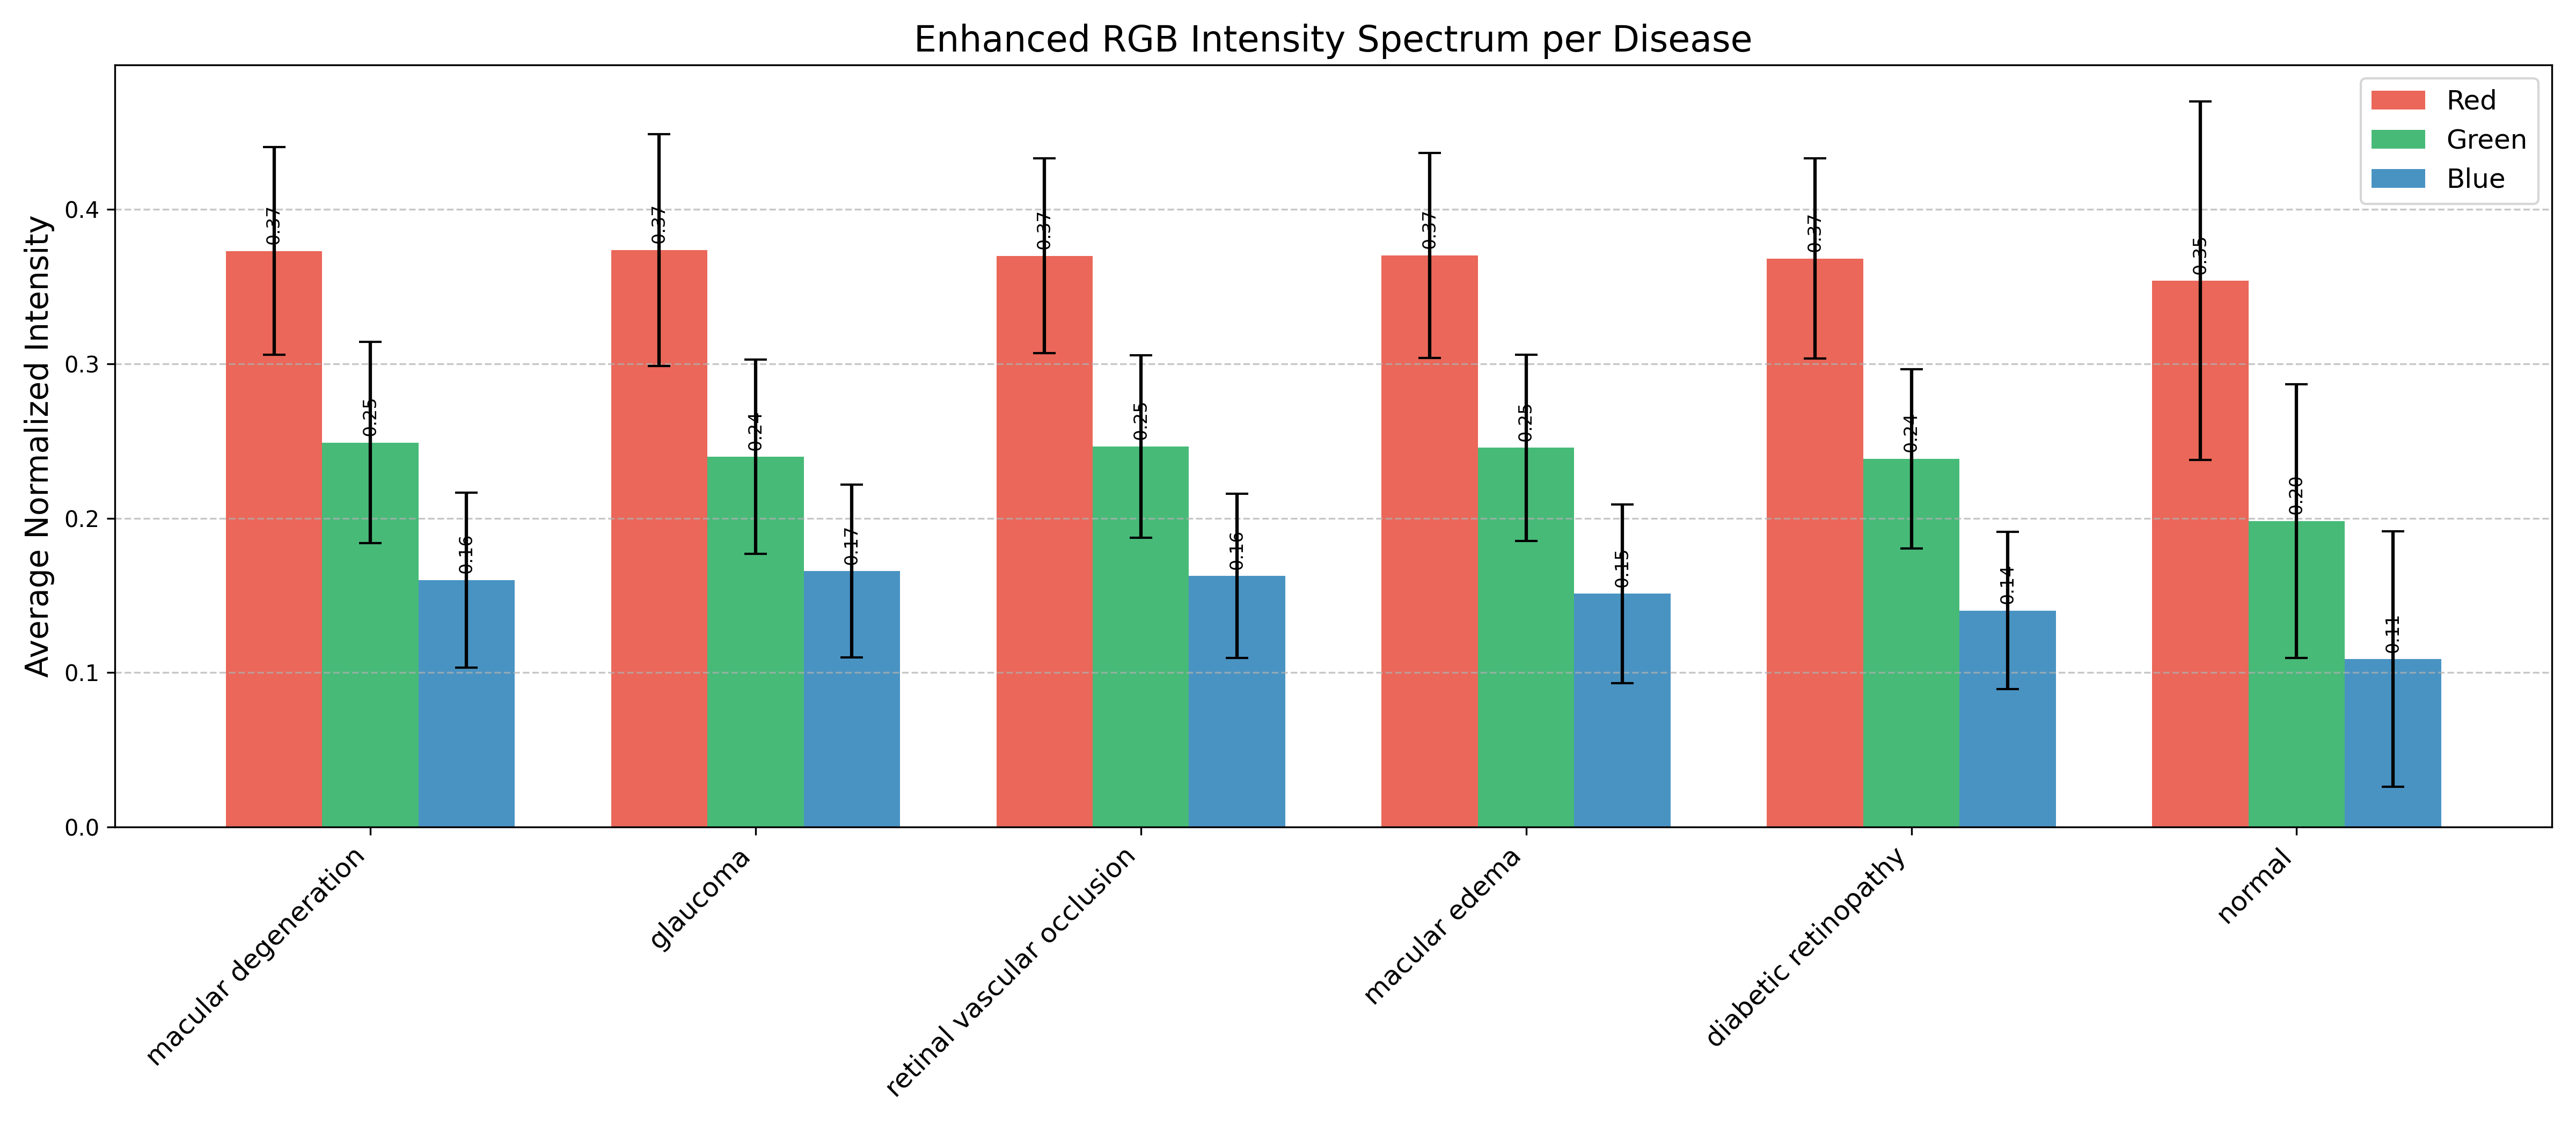 Enhanced RGB Intensity Spectrum per Disease
Red
Green
Blue
Average Normalized Intensity
0.4
0.3
0.2
0.1
0.0
0.37
0.25
0.16
0.37
0.24
0.17
0.37
0.25
0.16
0.37
0.25
0.15
0.37
0.24
0.14
0.35
0.20
0.11
macular degeneration
glaucoma
retinal vascular occlusion
macular edema
diabetic retinopathy
normal